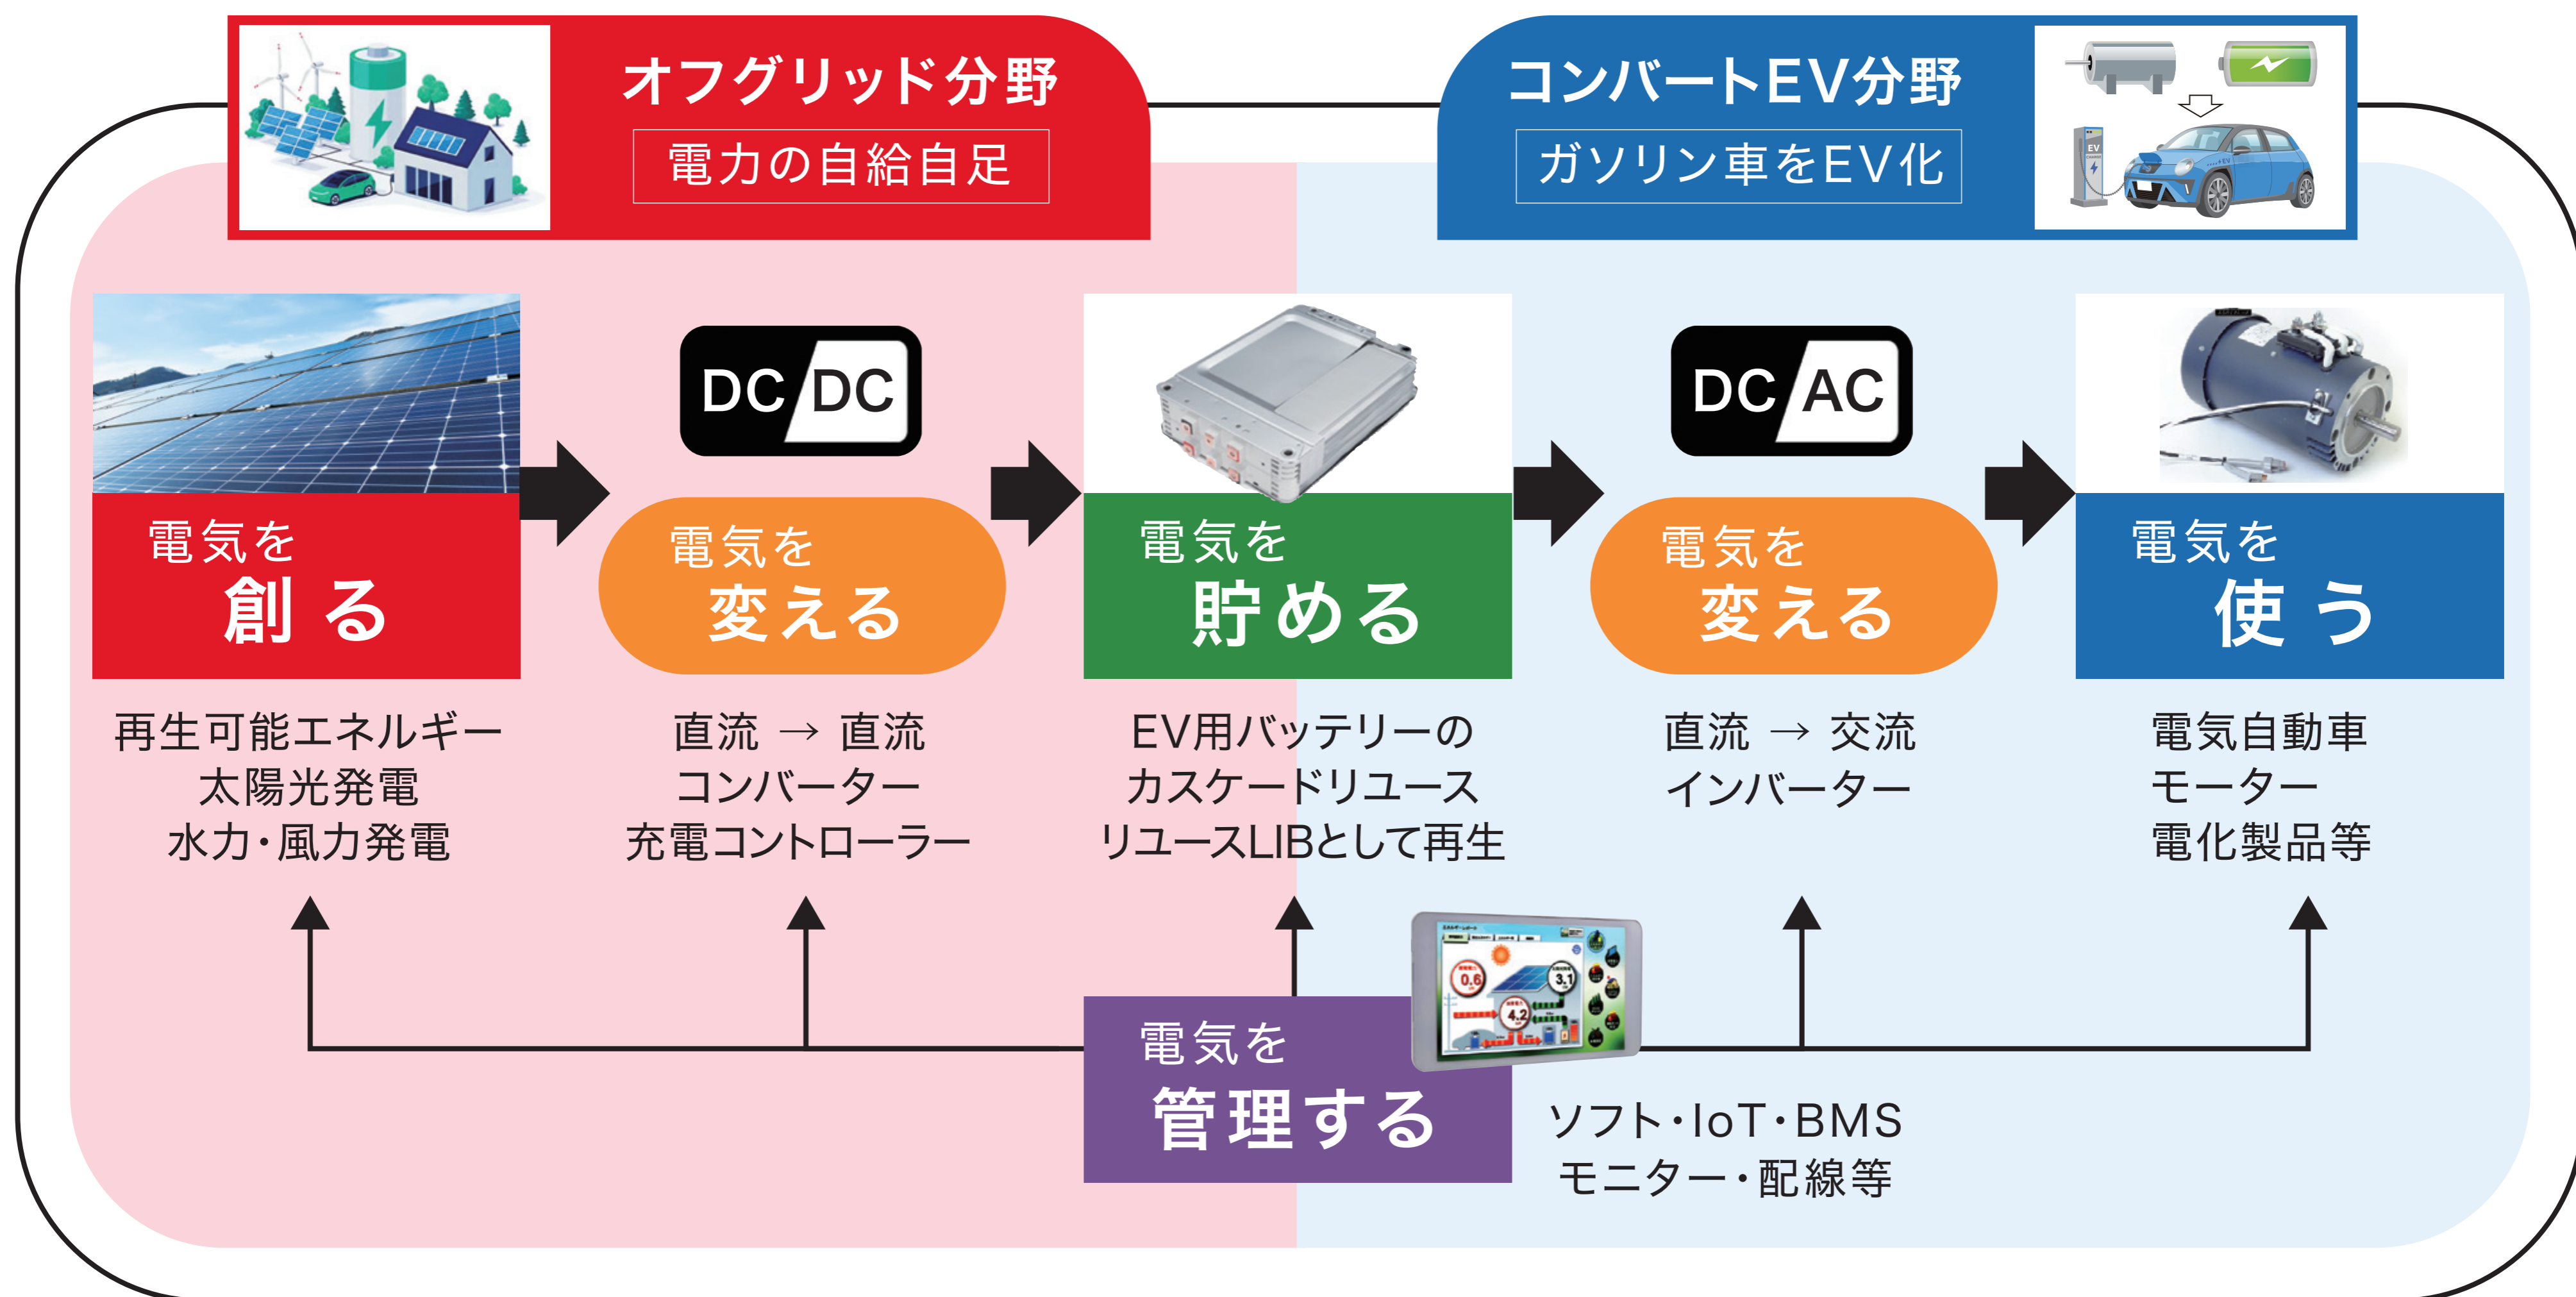 オフグリッド分野
電力の自給自足
コンバートEV分野
ガソリン車をEV化
EV
DC/DC
DC/AC
電気を
創る
電気を
変える
電気を
貯める
電気を
変える
電気を
使う
再生可能エネルギー
太陽光発電
水力・風力発電
直流 → 直流
コンバーター
充電コントローラー
EV用バッテリーの
カスケードリユース
リユースLIBとして再生
直流 → 交流
インバーター
電気自動車
モーター
電化製品等
0.6
3.1
4.2
電気を
管理する
ソフト・IoT・BMS
モニター・配線等